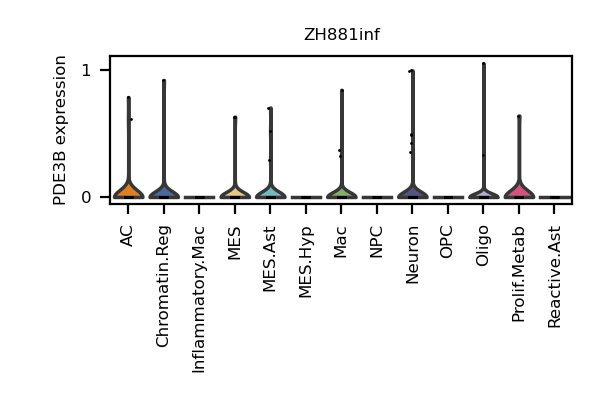 ZH881inf
PDE3B expression
1
0
AC
Chromatin.Reg
Inflammatory.Mac
MES
MES.Ast
MES.Hyp
Mac
NPC
Neuron
OPC
Oligo
Prolif.Metab
Reactive.Ast